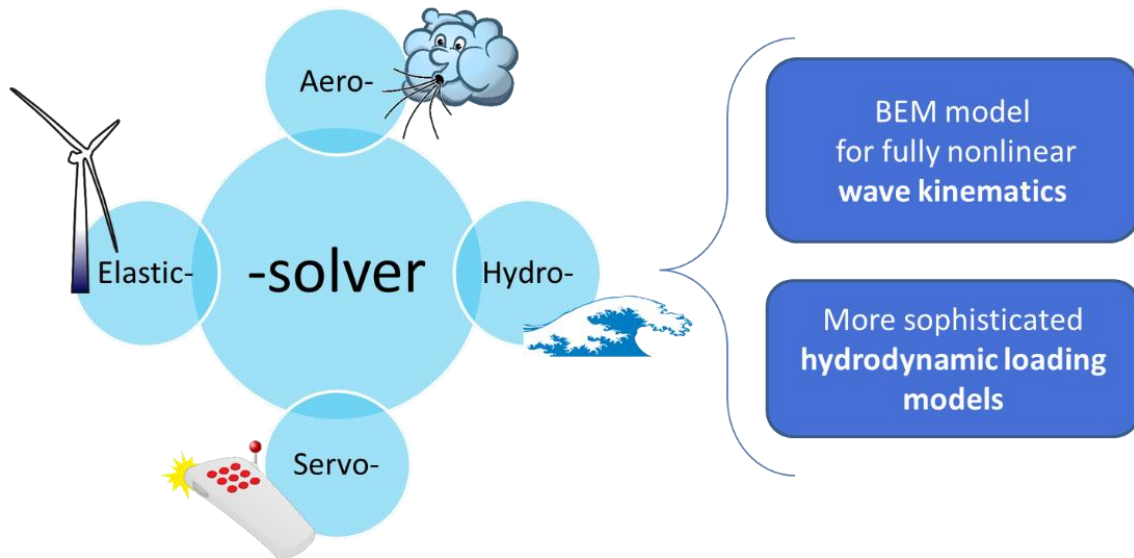 Aero-
Elastic-
-solver
Hydro-
Servo-
BEM model
for fully nonlinear
wave kinematics
More sophisticated
hydrodynamic loading
models